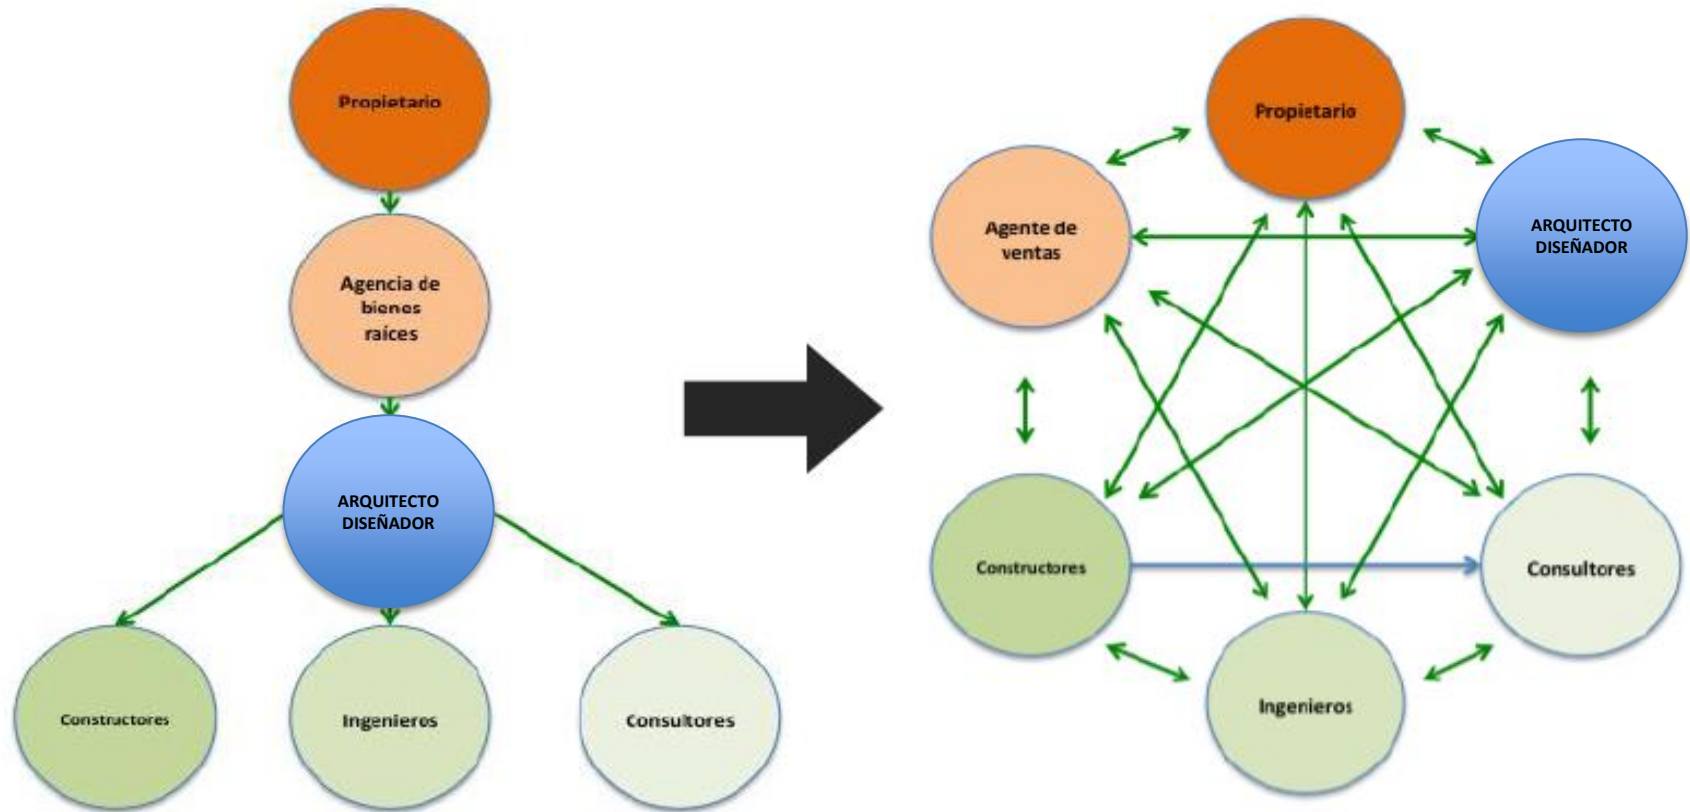 Propietario
Agencia de
bienes
raíces
ARQUITECTO
DISEÑADOR
Constructores
Ingenieros
Consultores
Propietario
Agente de
ventas
ARQUITECTO
DISEÑADOR
Constructores
Consultores
Ingenieros